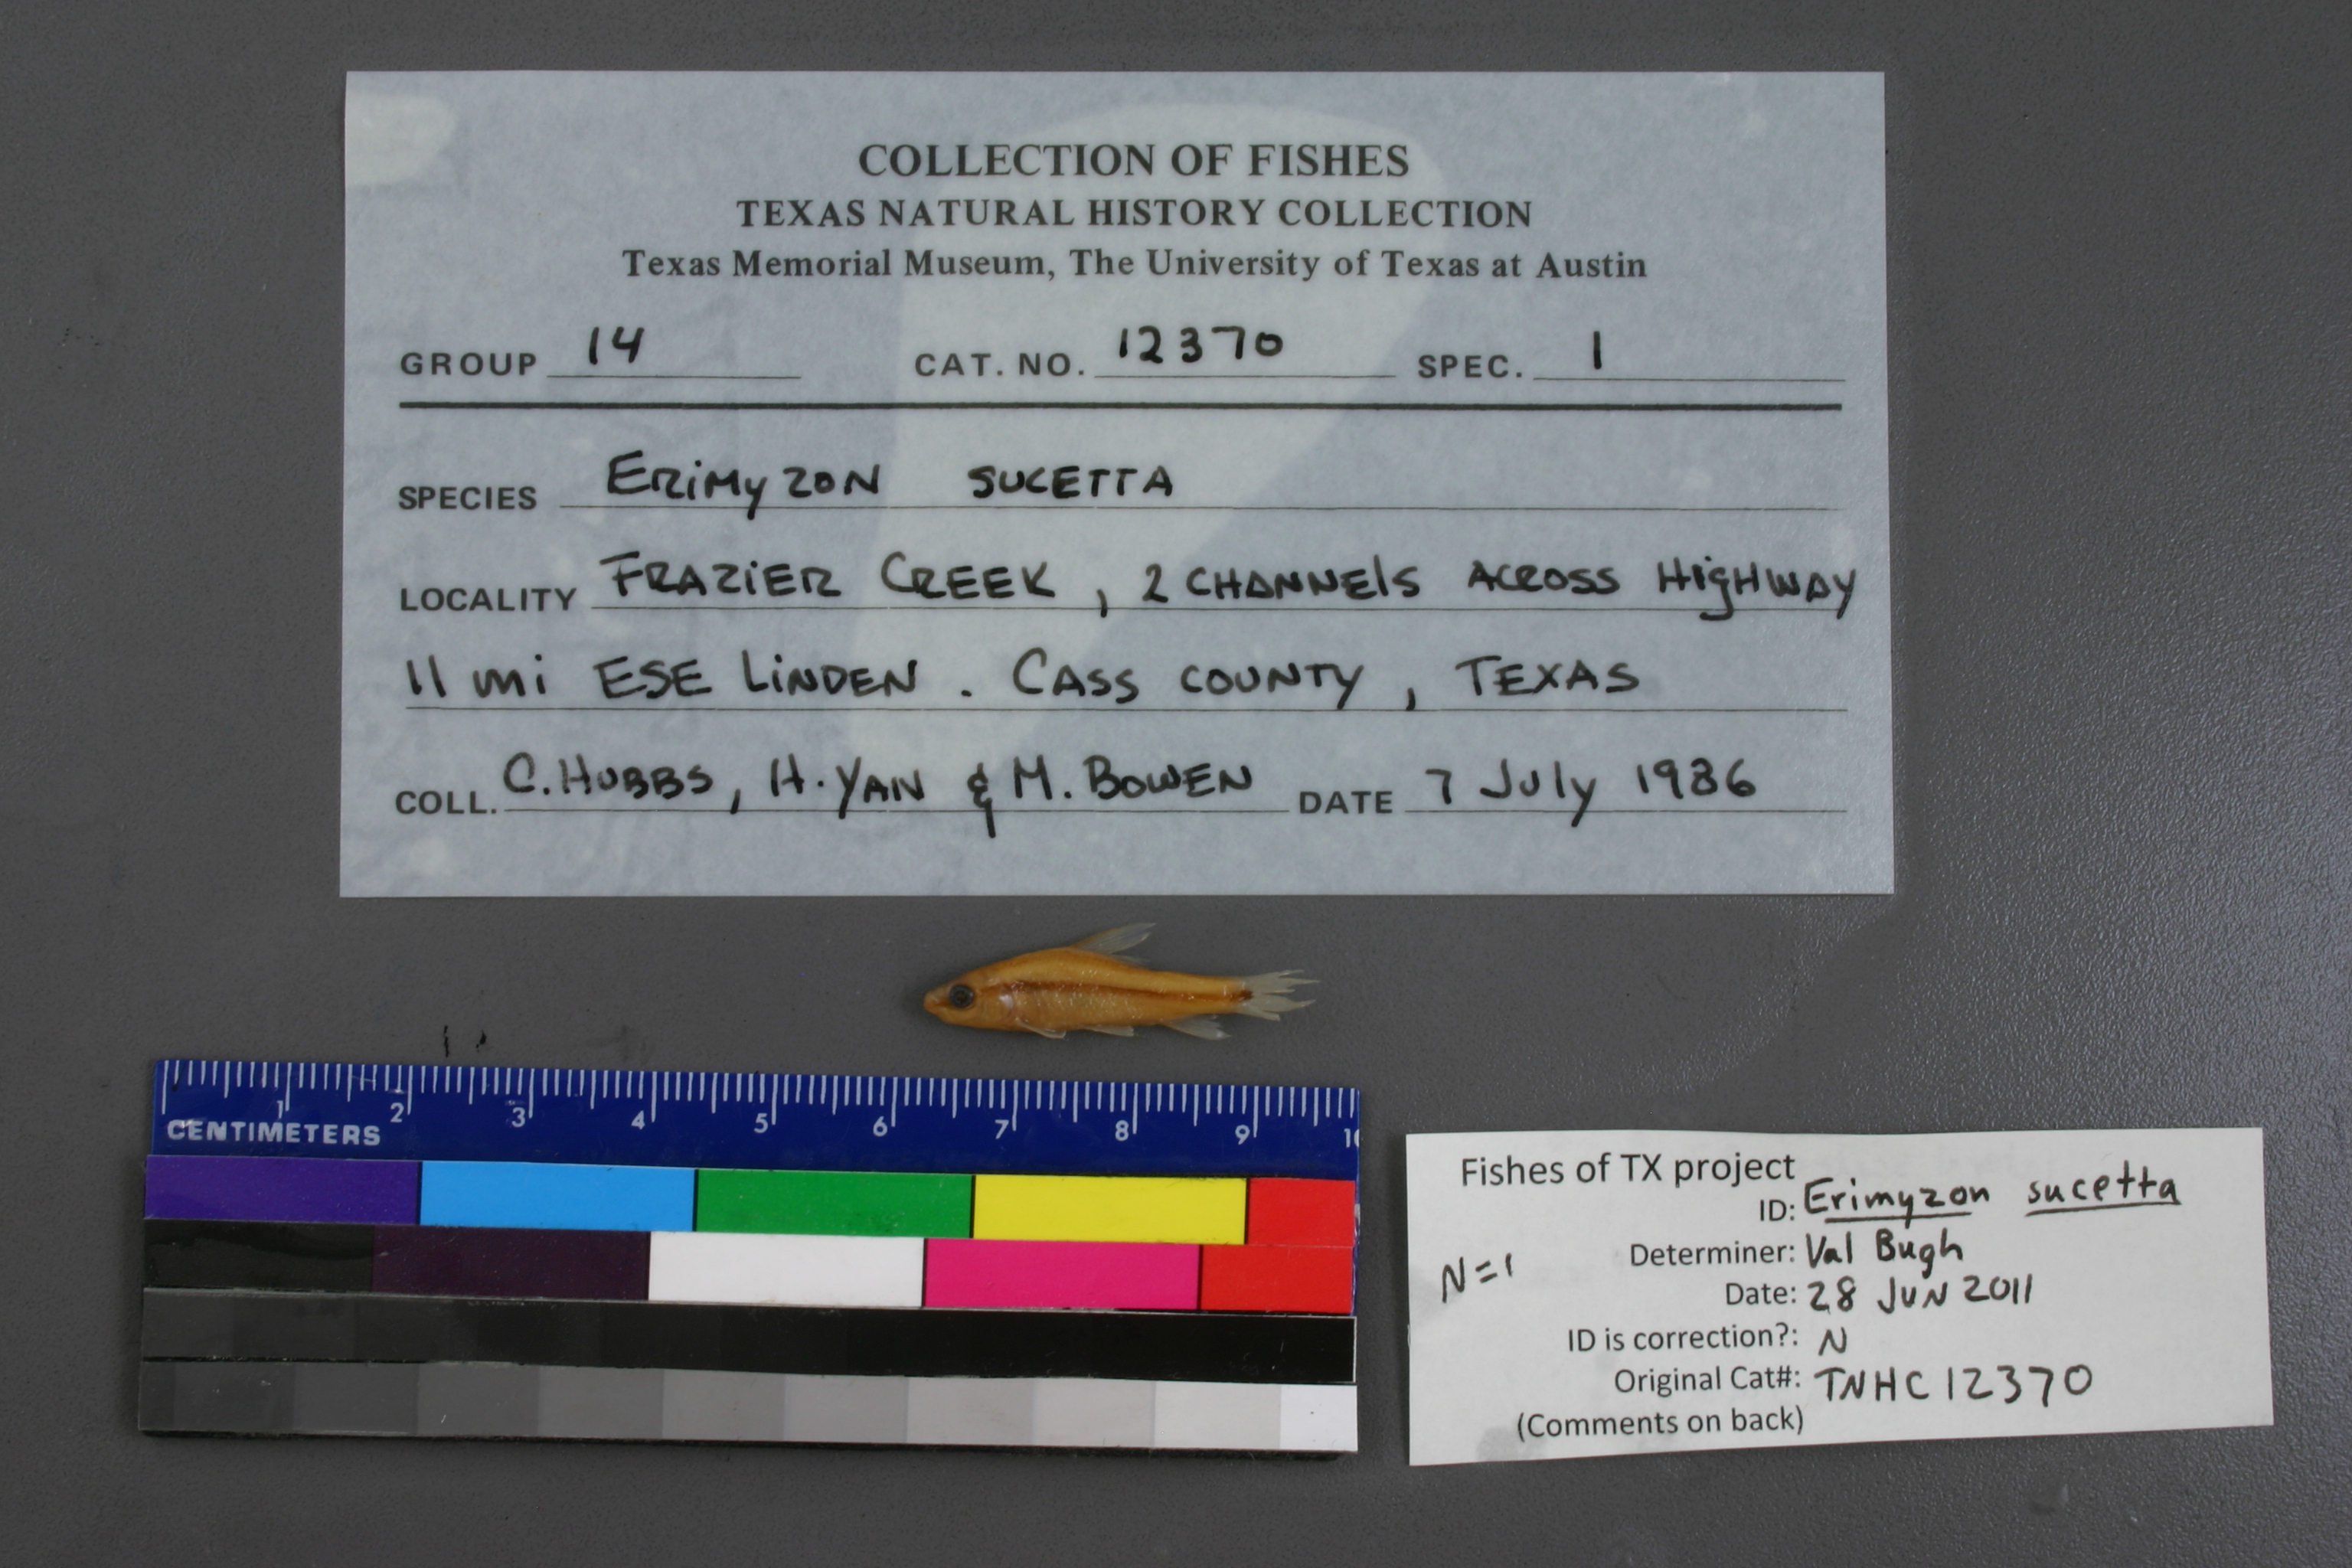 COLLECTION OF FISHES
TEXAS NATURAL HISTORY COLLECTION
Texas Memorial Museum, The University of Texas at Austin
GROUP 14 CAT. NO. 12370 SPEC. 1
SPECIES ERiMyZON SUCETTA
LOCALITY FRAZiER CREEK, 2 CHANNEls ACROSS HigHWAy
11 mi ESE LiNDEN. CASS COUNTY, TEXAS
COLL. C. HUBBS, H. YAN & M. BOWEN DATE 7 July 1986
1 2 3 4 5 6 7 8 9 10
CENTIMETERS
Fishes of TX project
ID: Erimyzon sucetta
Determiner: Val Bugh
N=1
Date: 28 JUN 2011
ID is correction?: N
Original Cat#: TNHC 12370
(Comments on back)